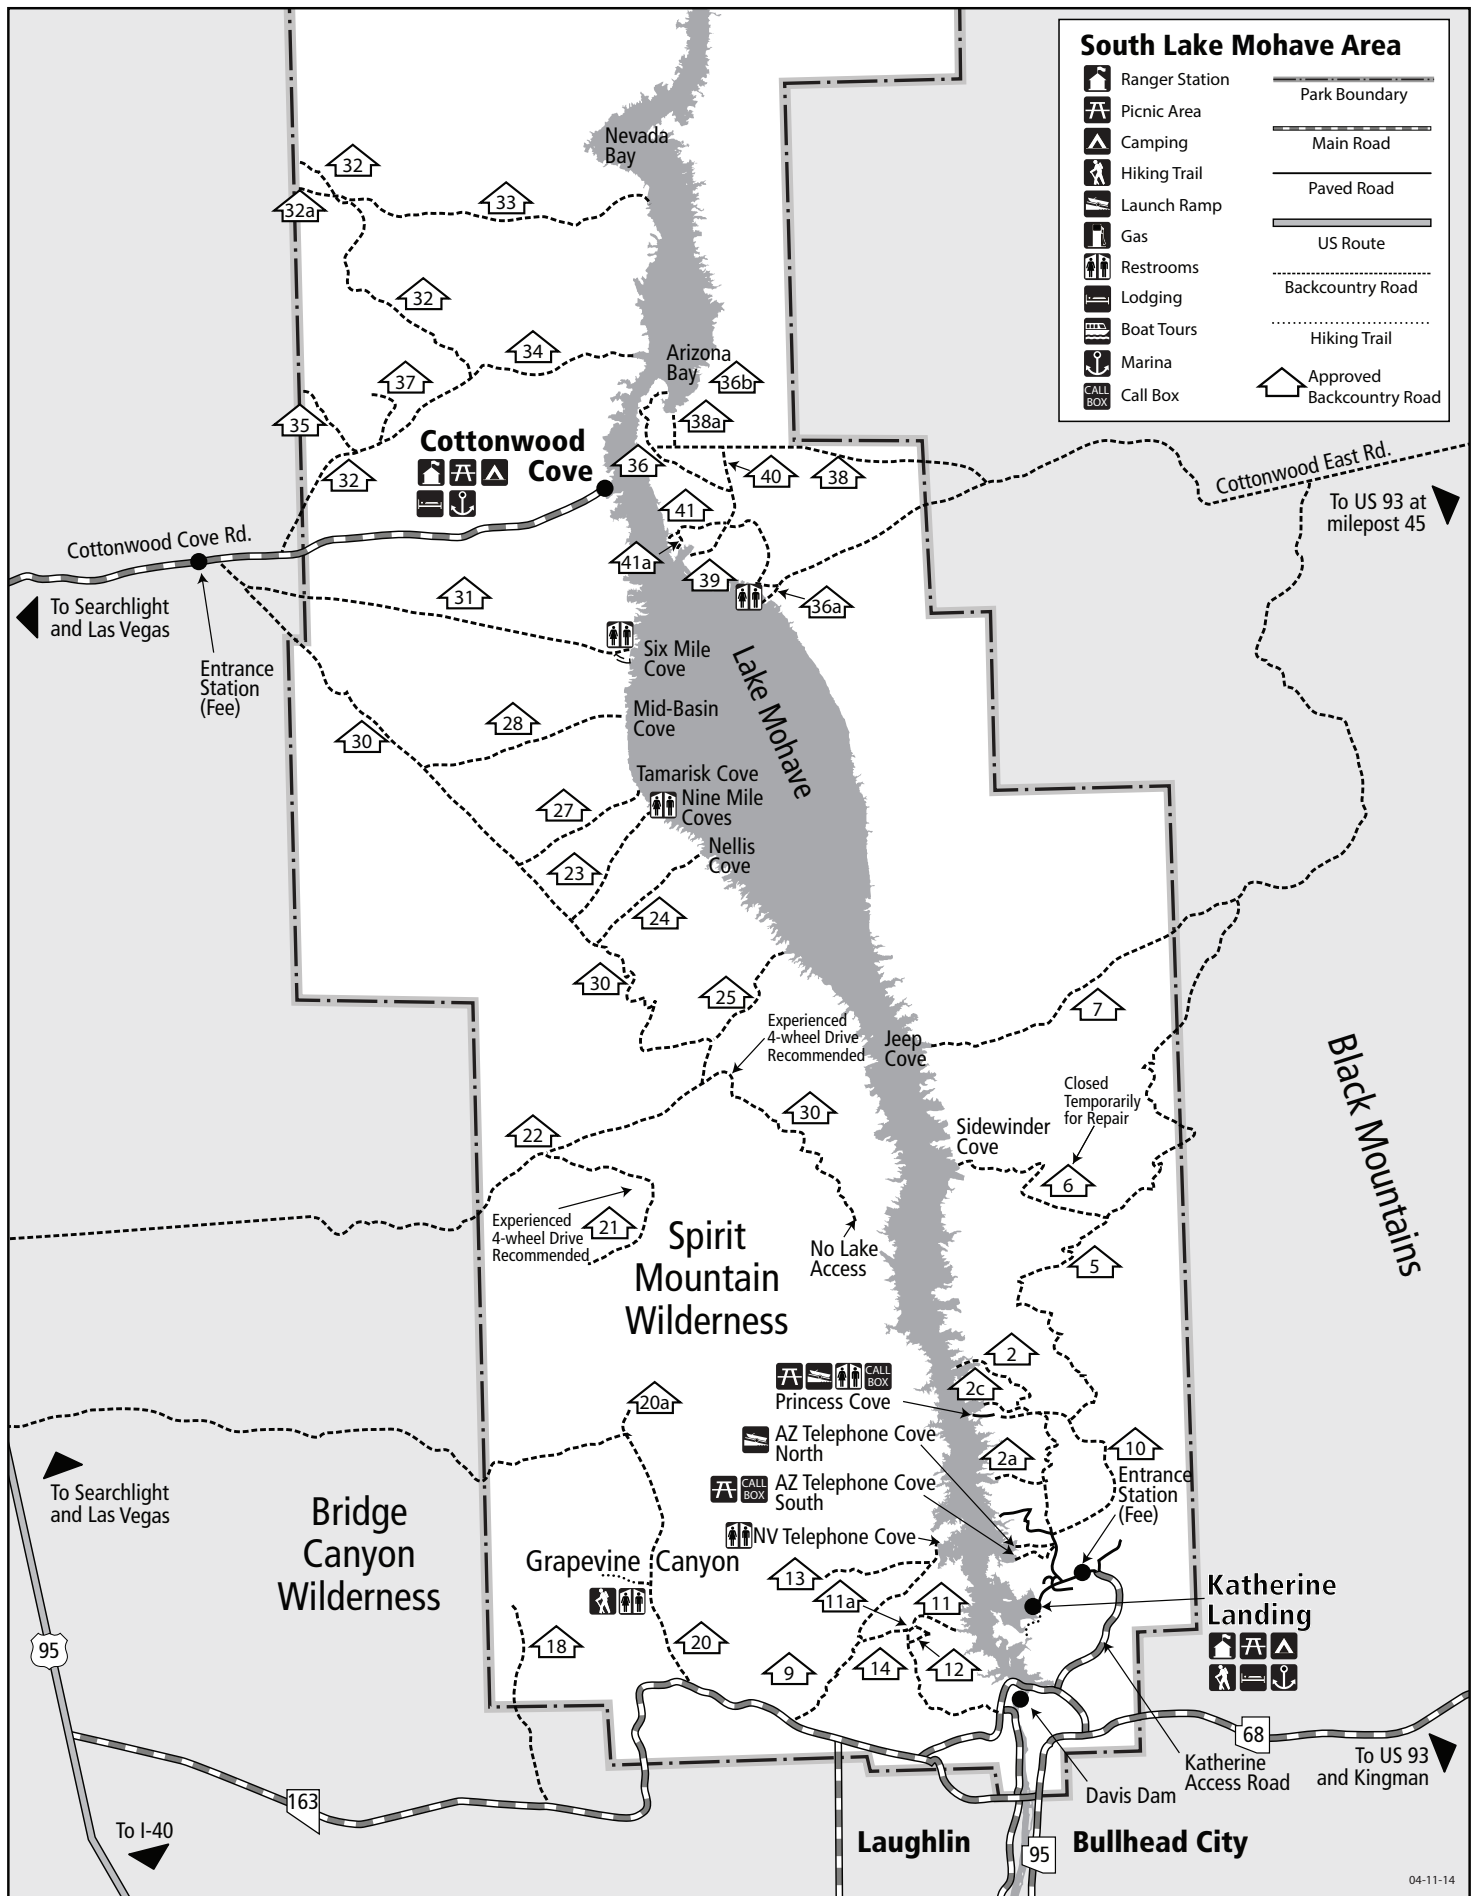 South Lake Mohave Area
Ranger Station
Picnic Area
Camping
Hiking Trail
Launch Ramp
Gas
Restrooms
Lodging
Boat Tours
Marina
CALL
BOX
Call Box
Park Boundary
Main Road
Paved Road
US Route
Backcountry Road
Hiking Trail
Approved
Backcountry Road
Nevada
Bay
32
32a
33
32
34
Arizona
Bay
36b
37
38a
35
Cottonwood
Cove
36
40
38
32
Cottonwood East Rd.
To US 93 at
milepost 45
41
Cottonwood Cove Rd.
41a
39
36a
31
To Searchlight
and Las Vegas
Six Mile
Cove
Entrance
Station
(Fee)
Lake Mohave
28
Mid-Basin
Cove
30
Tamarisk Cove
27
Nine Mile
Coves
Nellis
Cove
23
24
30
25
7
Experienced
4-wheel Drive
Recommended
Jeep
Cove
Black Mountains
Closed
Temporarily
for Repair
30
22
Sidewinder
Cove
6
Experienced
4-wheel Drive
Recommended
21
Spirit
Mountain
Wilderness
No Lake
Access
5
2
CALL
BOX
2c
Princess Cove
20a
AZ Telephone Cove
North
2a
10
Entrance
Station
(Fee)
To Searchlight
and Las Vegas
CALL
BOX
AZ Telephone Cove
South
Bridge
Canyon
Wilderness
NV Telephone Cove
Grapevine Canyon
13
11a
11
Katherine
Landing
18
20
9
14
12
95
68
Katherine
Access Road
To US 93
and Kingman
Davis Dam
163
To I-40
Laughlin
95
Bullhead City
04-11-14